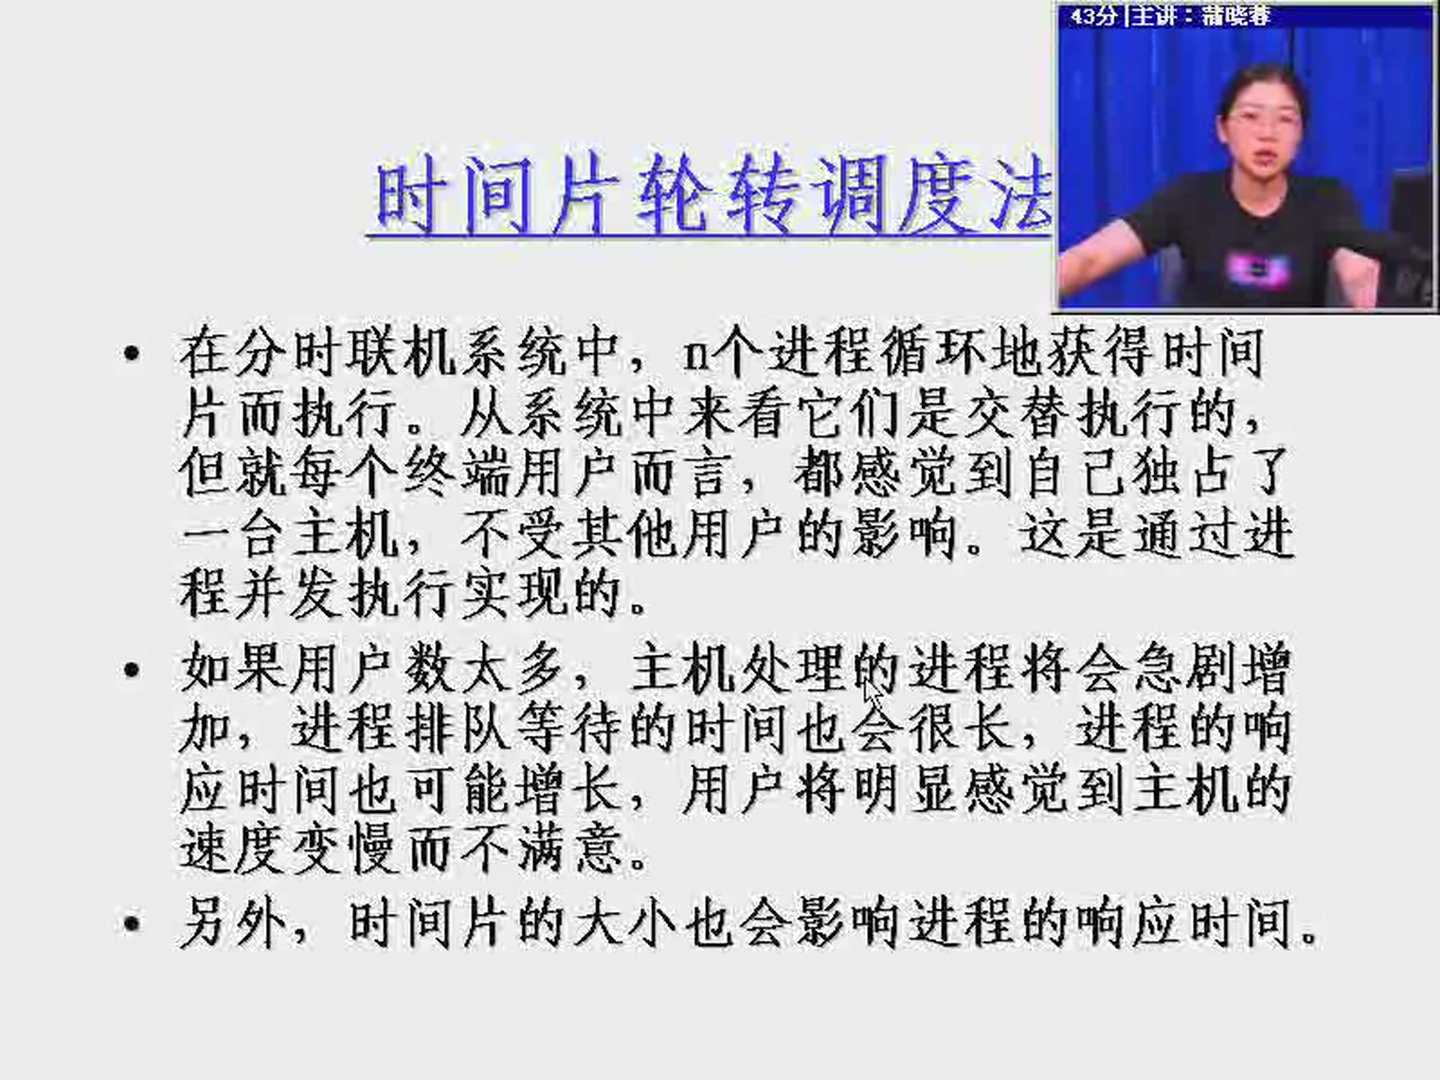 43分|主讲：蒲晓蓉
时间片轮转调度法
• 在分时联机系统中，n个进程循环地获得时间
片而执行。从系统中来看它们是交替执行的，
但就每个终端用户而言，都感觉到自己独占了
一台主机，不受其他用户的影响。这是通过进
程并发执行实现的。
• 如果用户数太多，主机处理的进程将会急剧增
加，进程排队等待的时间也会很长，进程的响
应时间也可能增长，用户将明显感觉到主机的
速度变慢而不满意。
• 另外，时间片的大小也会影响进程的响应时间。